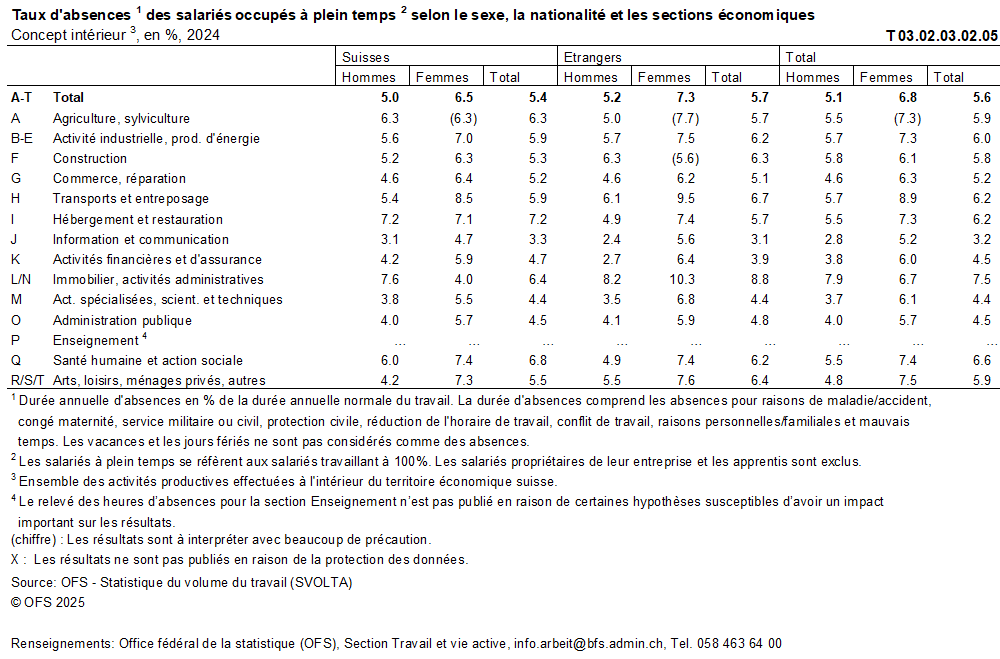 Taux d'absences 1 des salariés occupés à plein temps 2 selon le sexe, la nationalité et les sections économiques
Concept intérieur 3, en %, 2024 T 03.02.03.02.05
Suisses Etrangers Total
Hommes Femmes Total Hommes Femmes Total Hommes Femmes Total
A-T Total 5.0 6.5 5.4 5.2 7.3 5.7 5.1 6.8 5.6
A Agriculture, sylviculture 6.3 (6.3) 6.3 5.0 (7.7) 5.7 5.5 (7.3) 5.9
B-E Activité industrielle, prod. d'énergie 5.6 7.0 5.9 5.7 7.5 6.2 5.7 7.3 6.0
F Construction 5.2 6.3 5.3 6.3 (5.6) 6.3 5.8 6.1 5.8
G Commerce, réparation 4.6 6.4 5.2 4.6 6.2 5.1 4.6 6.3 5.2
H Transports et entreposage 5.4 8.5 5.9 6.1 9.5 6.7 5.7 8.9 6.2
I Hébergement et restauration 7.2 7.1 7.2 4.9 7.4 5.7 5.5 7.3 6.2
J Information et communication 3.1 4.7 3.3 2.4 5.6 3.1 2.8 5.2 3.2
K Activités financières et d'assurance 4.2 5.9 4.7 2.7 6.4 3.9 3.8 6.0 4.5
L/N Immobilier, activités administratives 7.6 4.0 6.4 8.2 10.3 8.8 7.9 6.7 7.5
M Act. spécialisées, scient. et techniques 3.8 5.5 4.4 3.5 6.8 4.4 3.7 6.1 4.4
O Administration publique 4.0 5.7 4.5 4.1 5.9 4.8 4.0 5.7 4.5
P Enseignement 4 ... ... ... ... ... ... ... ... ...
Q Santé humaine et action sociale 6.0 7.4 6.8 4.9 7.4 6.2 5.5 7.4 6.6
R/S/T Arts, loisirs, ménages privés, autres 4.2 7.3 5.5 5.5 7.6 6.4 4.8 7.5 5.9
1 Durée annuelle d'absences en % de la durée annuelle normale du travail. La durée d'absences comprend les absences pour raisons de maladie/accident,
congé maternité, service militaire ou civil, protection civile, réduction de l'horaire de travail, conflit de travail, raisons personnelles/familiales et mauvais
temps. Les vacances et les jours fériés ne sont pas considérés comme des absences.
2 Les salariés à plein temps se réfèrent aux salariés travaillant à 100%. Les salariés propriétaires de leur entreprise et les apprentis sont exclus.
3 Ensemble des activités productives effectuées à l'intérieur du territoire économique suisse.
4 Le relevé des heures d’absences pour la section Enseignement n’est pas publié en raison de certaines hypothèses susceptibles d’avoir un impact
important sur les résultats.
(chiffre) : Les résultats sont à interpréter avec beaucoup de précaution.
X : Les résultats ne sont pas publiés en raison de la protection des données.
Source: OFS - Statistique du volume du travail (SVOLTA)
© OFS 2025
Renseignements: Office fédéral de la statistique (OFS), Section Travail et vie active, info.arbeit@bfs.admin.ch, Tel. 058 463 64 00